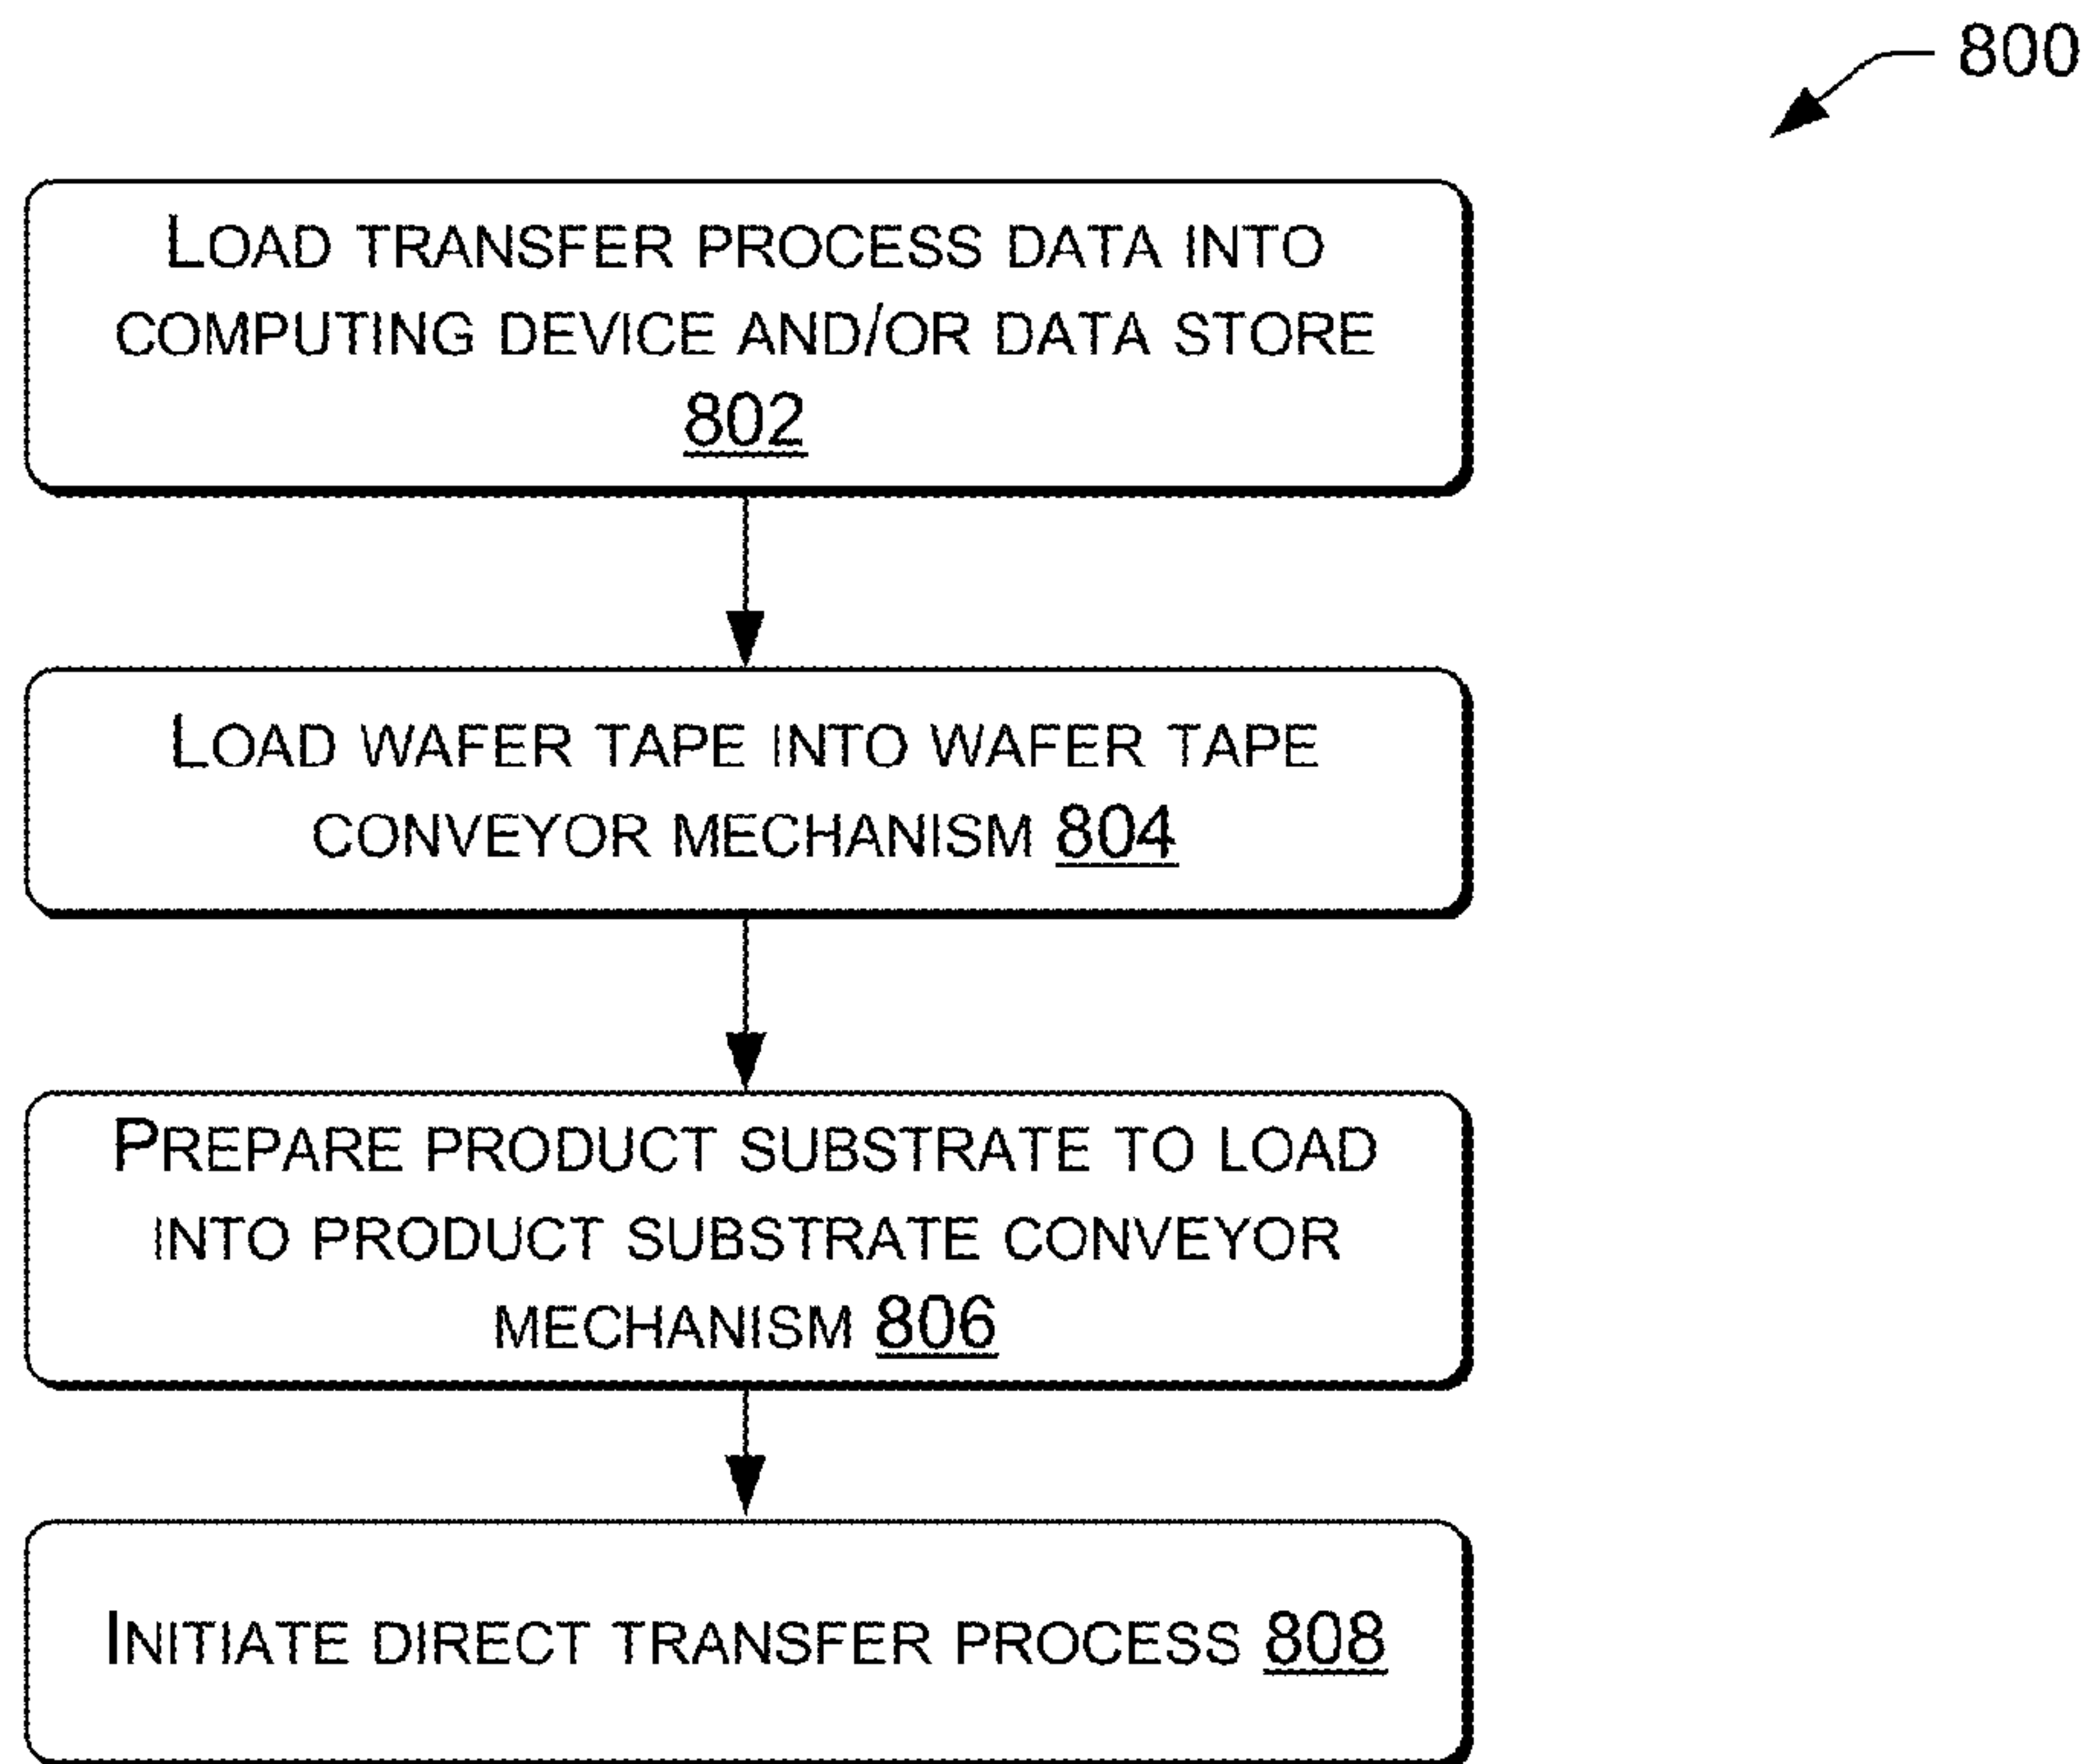 800
LOAD TRANSFER PROCESS DATA INTO
COMPUTING DEVICE AND/OR DATA STORE
802
LOAD WAFER TAPE INTO WAFER TAPE
CONVEYOR MECHANISM 804
PREPARE PRODUCT SUBSTRATE TO LOAD
INTO PRODUCT SUBSTRATE CONVEYOR
MECHANISM 806
INITIATE DIRECT TRANSFER PROCESS 808